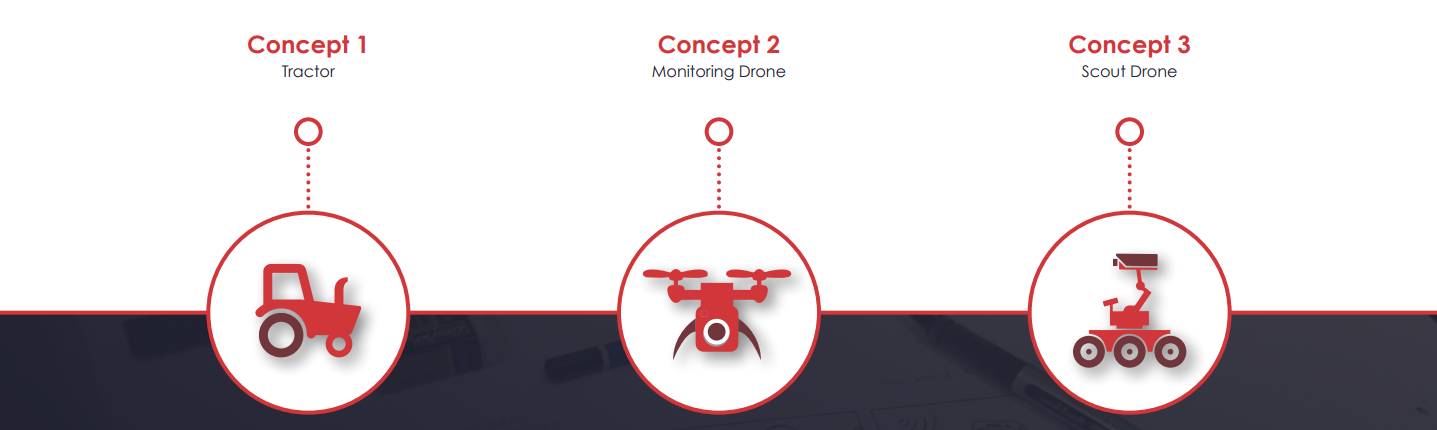 Concept 1
Tractor
Concept 2
Monitoring Drone
Concept 3
Scout Drone